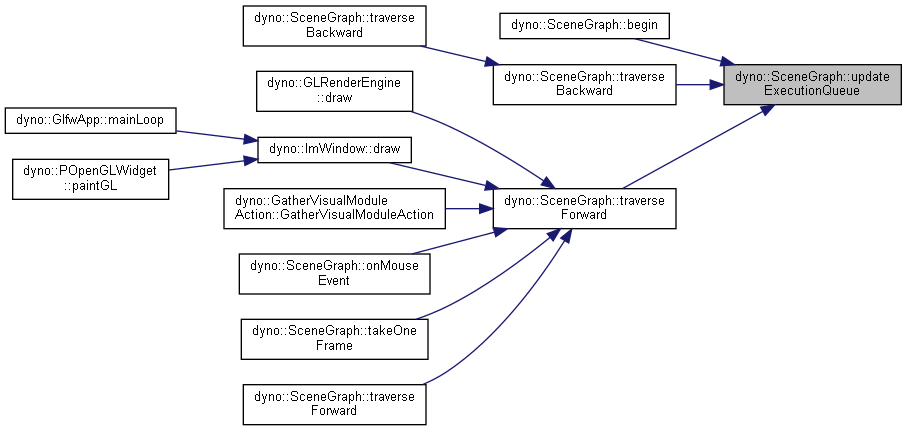 dyno::SceneGraph::traverse
Backward
dyno::SceneGraph::begin
dyno::SceneGraph::update
ExecutionQueue
dyno::SceneGraph::traverse
Backward
dyno::GLRenderEngine
::draw
dyno::GlfwApp::mainLoop
dyno::ImWindow::draw
dyno::POpenGLWidget
::paintGL
dyno::GatherVisualModule
Action::GatherVisualModuleAction
dyno::SceneGraph::traverse
Forward
dyno::SceneGraph::onMouse
Event
dyno::SceneGraph::takeOne
Frame
dyno::SceneGraph::traverse
Forward